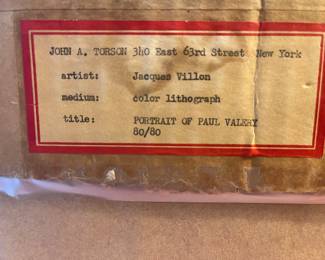 JOHN A. TORSON 340 East 63rd Street New York
artist: Jacques Villon
medium: color lithograph
title: PORTRAIT OF PAUL VALERY
80/80